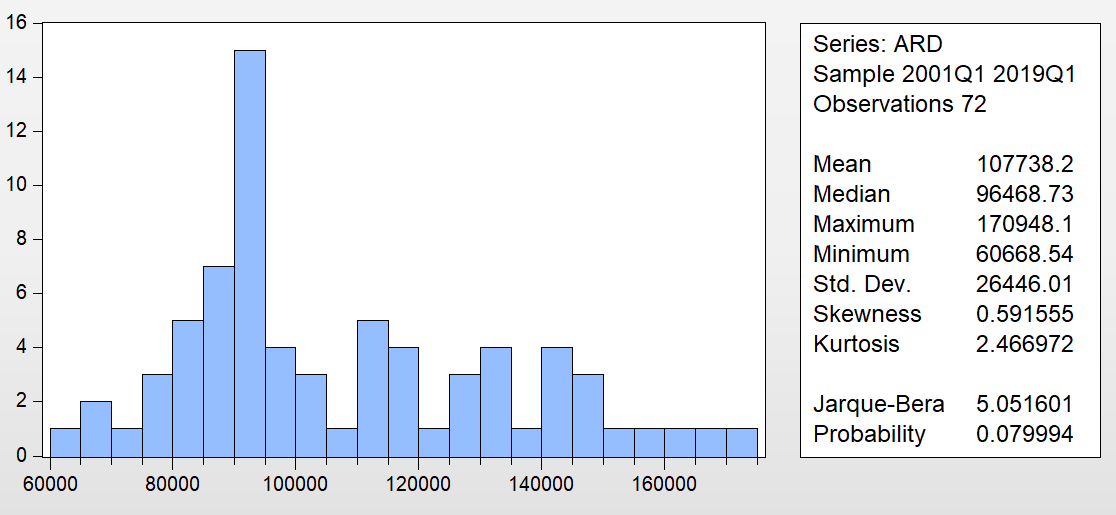 16
14
12
10
8
6
4
2
0
60000 80000 100000 120000 140000 160000
Series: ARD
Sample 2001Q1 2019Q1
Observations 72
Mean 107738.2
Median 96468.73
Maximum 170948.1
Minimum 60668.54
Std. Dev. 26446.01
Skewness 0.591555
Kurtosis 2.466972
Jarque-Bera 5.051601
Probability 0.079994